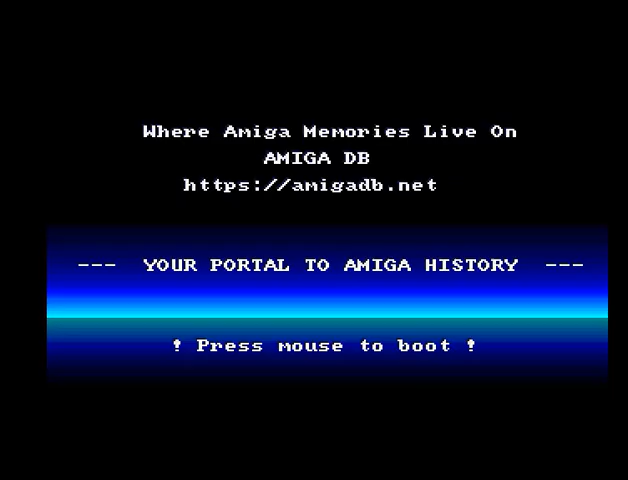 Where Amiga Memories Live On
AMIGA DB
https://amigadb.net
--- YOUR PORTAL TO AMIGA HISTORY ---
! Press mouse to boot !